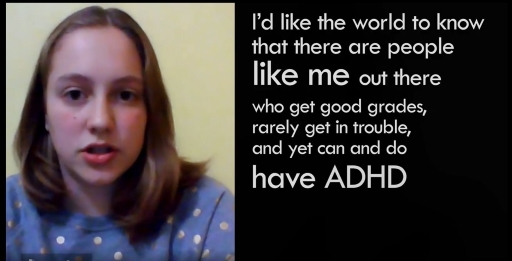 I'd like the world to know
that there are people
like me out there
who get good grades,
rarely get in trouble,
and yet can and do
have ADHD